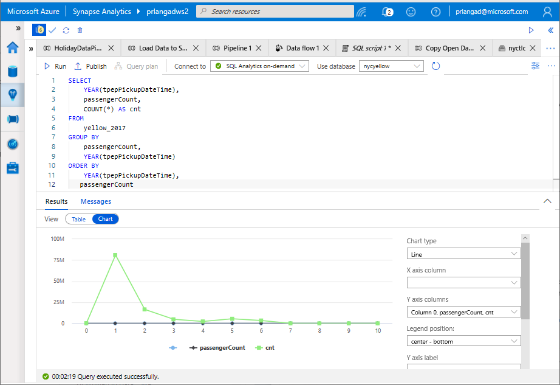 Microsoft Azure Synapse Analytics prlangadws2 Search resources prlangad@microsoft.com
HolidayDataPi... Load Data to S... Pipeline 1 Data flow 1 SQL script 1 * Copy Open Da... nyctlc
Run Publish Query plan Connect to SQL Analytics on-demand Use database nycyellow
1 SELECT
2 YEAR(tpepPickupDateTime),
3 passengerCount,
4 COUNT(*) AS cnt
5 FROM
6 yellow_2017
7 GROUP BY
8 passengerCount,
9 YEAR(tpepPickupDateTime)
10 ORDER BY
11 YEAR(tpepPickupDateTime),
12 passengerCount
Results Messages
View Table Chart
100M
75M
50M
25M
0
0 1 2 3 4 5 6 7 8 9 10
passengerCount cnt
Chart type
Line
X axis column
Y axis columns
Column 0, passengerCount, cnt
Legend position:
center - bottom
Y axis label
00:02:19 Query executed successfully.